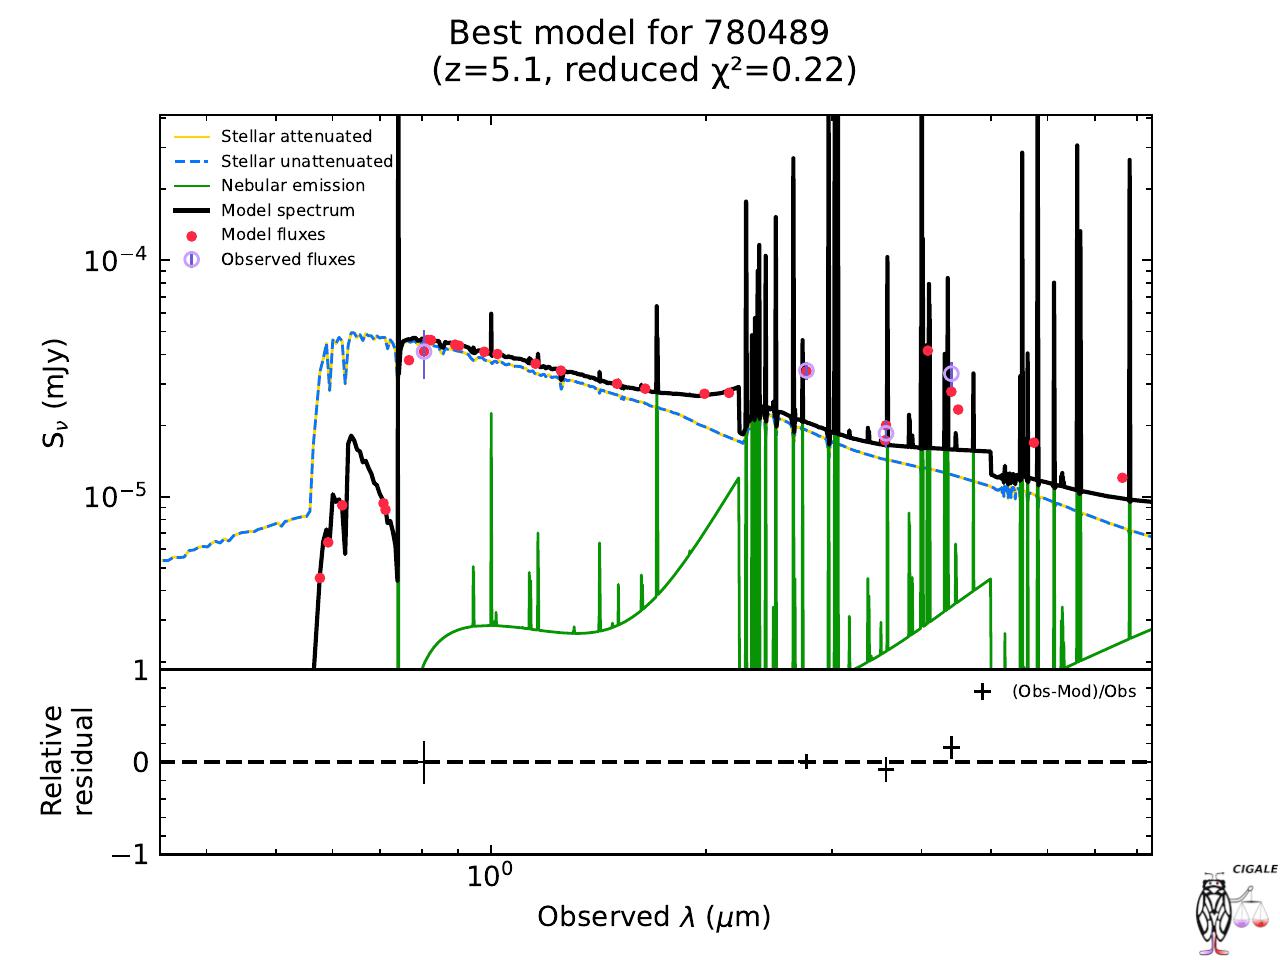 Best model for 780489
(z=5.1, reduced χ²=0.22)
Stellar attenuated
Stellar unattenuated
Nebular emission
Model spectrum
Model fluxes
Observed fluxes
10⁻⁴
10⁻⁵
S_ν (mJy)
1
0
−1
Relative
residual
(Obs-Mod)/Obs
10⁰
Observed λ (μm)
CIGALE